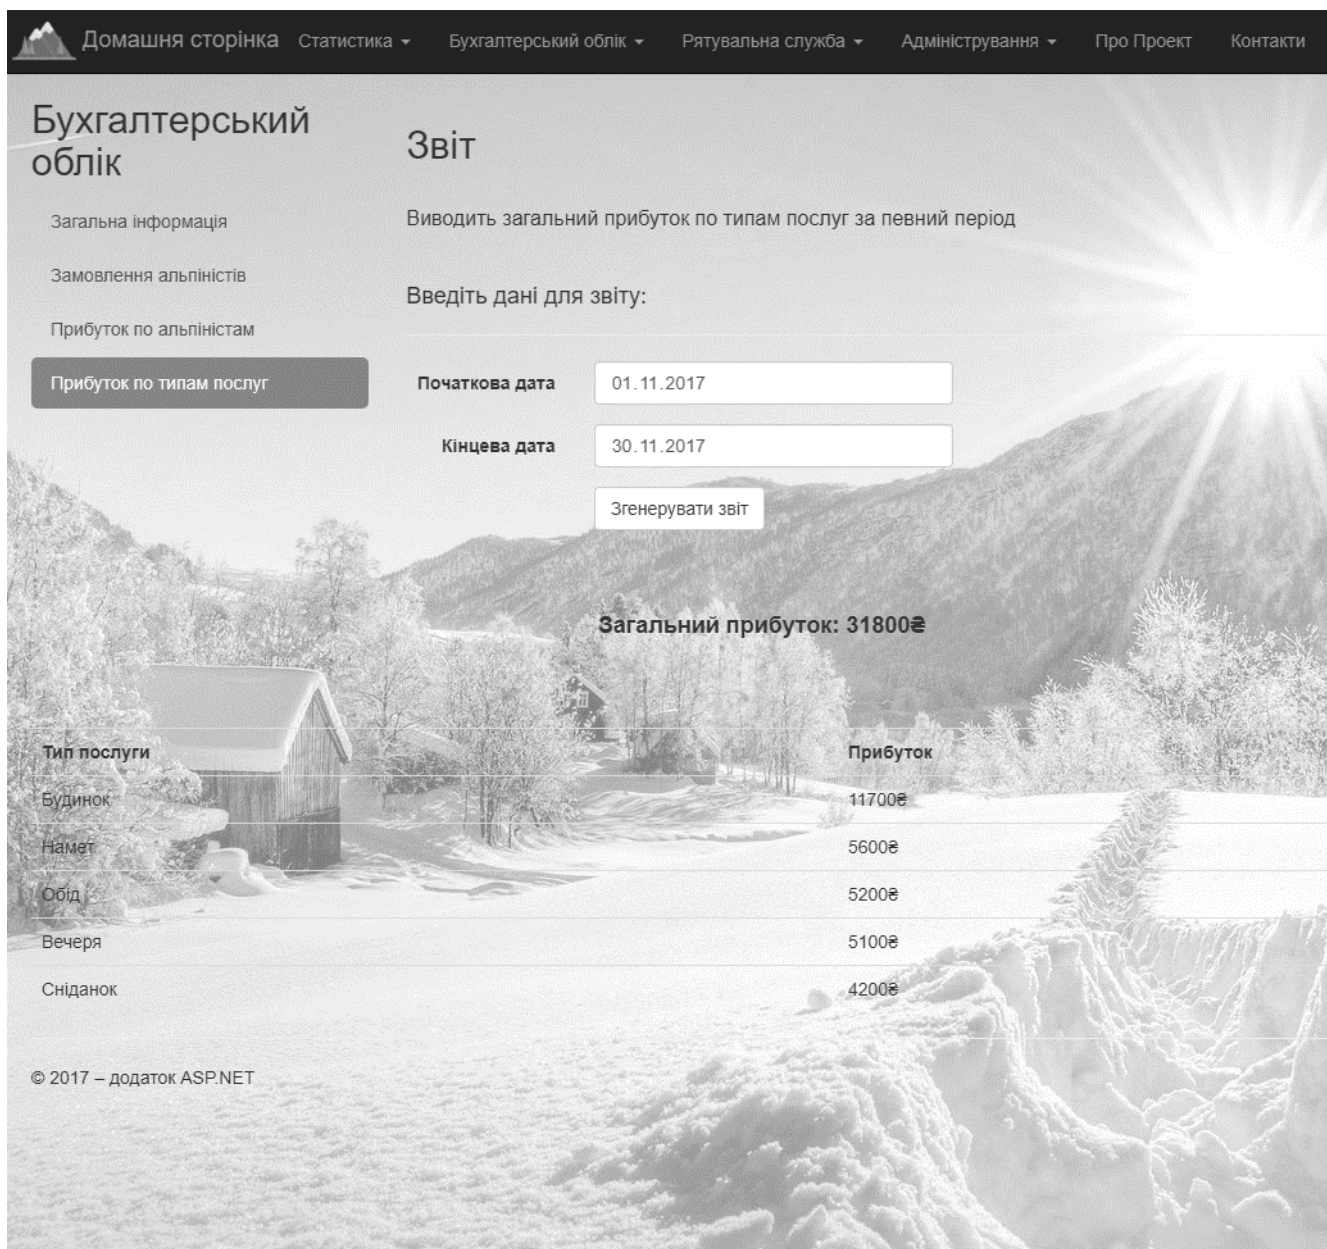 Домашня сторінка Статистика Бухгалтерський облік Рятувальна служба Адміністрування Про Проект Контакти
Бухгалтерський
облік
Загальна інформація
Замовлення альпіністів
Прибуток по альпіністам
Прибуток по типам послуг
Звіт
Виводить загальний прибуток по типам послуг за певний період
Введіть дані для звіту:
Початкова дата 01.11.2017
Кінцева дата 30.11.2017
Згенерувати звіт
Загальний прибуток: 31800₴
Тип послуги Прибуток
Будинок 11700₴
Намет 5600₴
Обід 5200₴
Вечеря 5100₴
Сніданок 4200₴
© 2017 – додаток ASP.NET